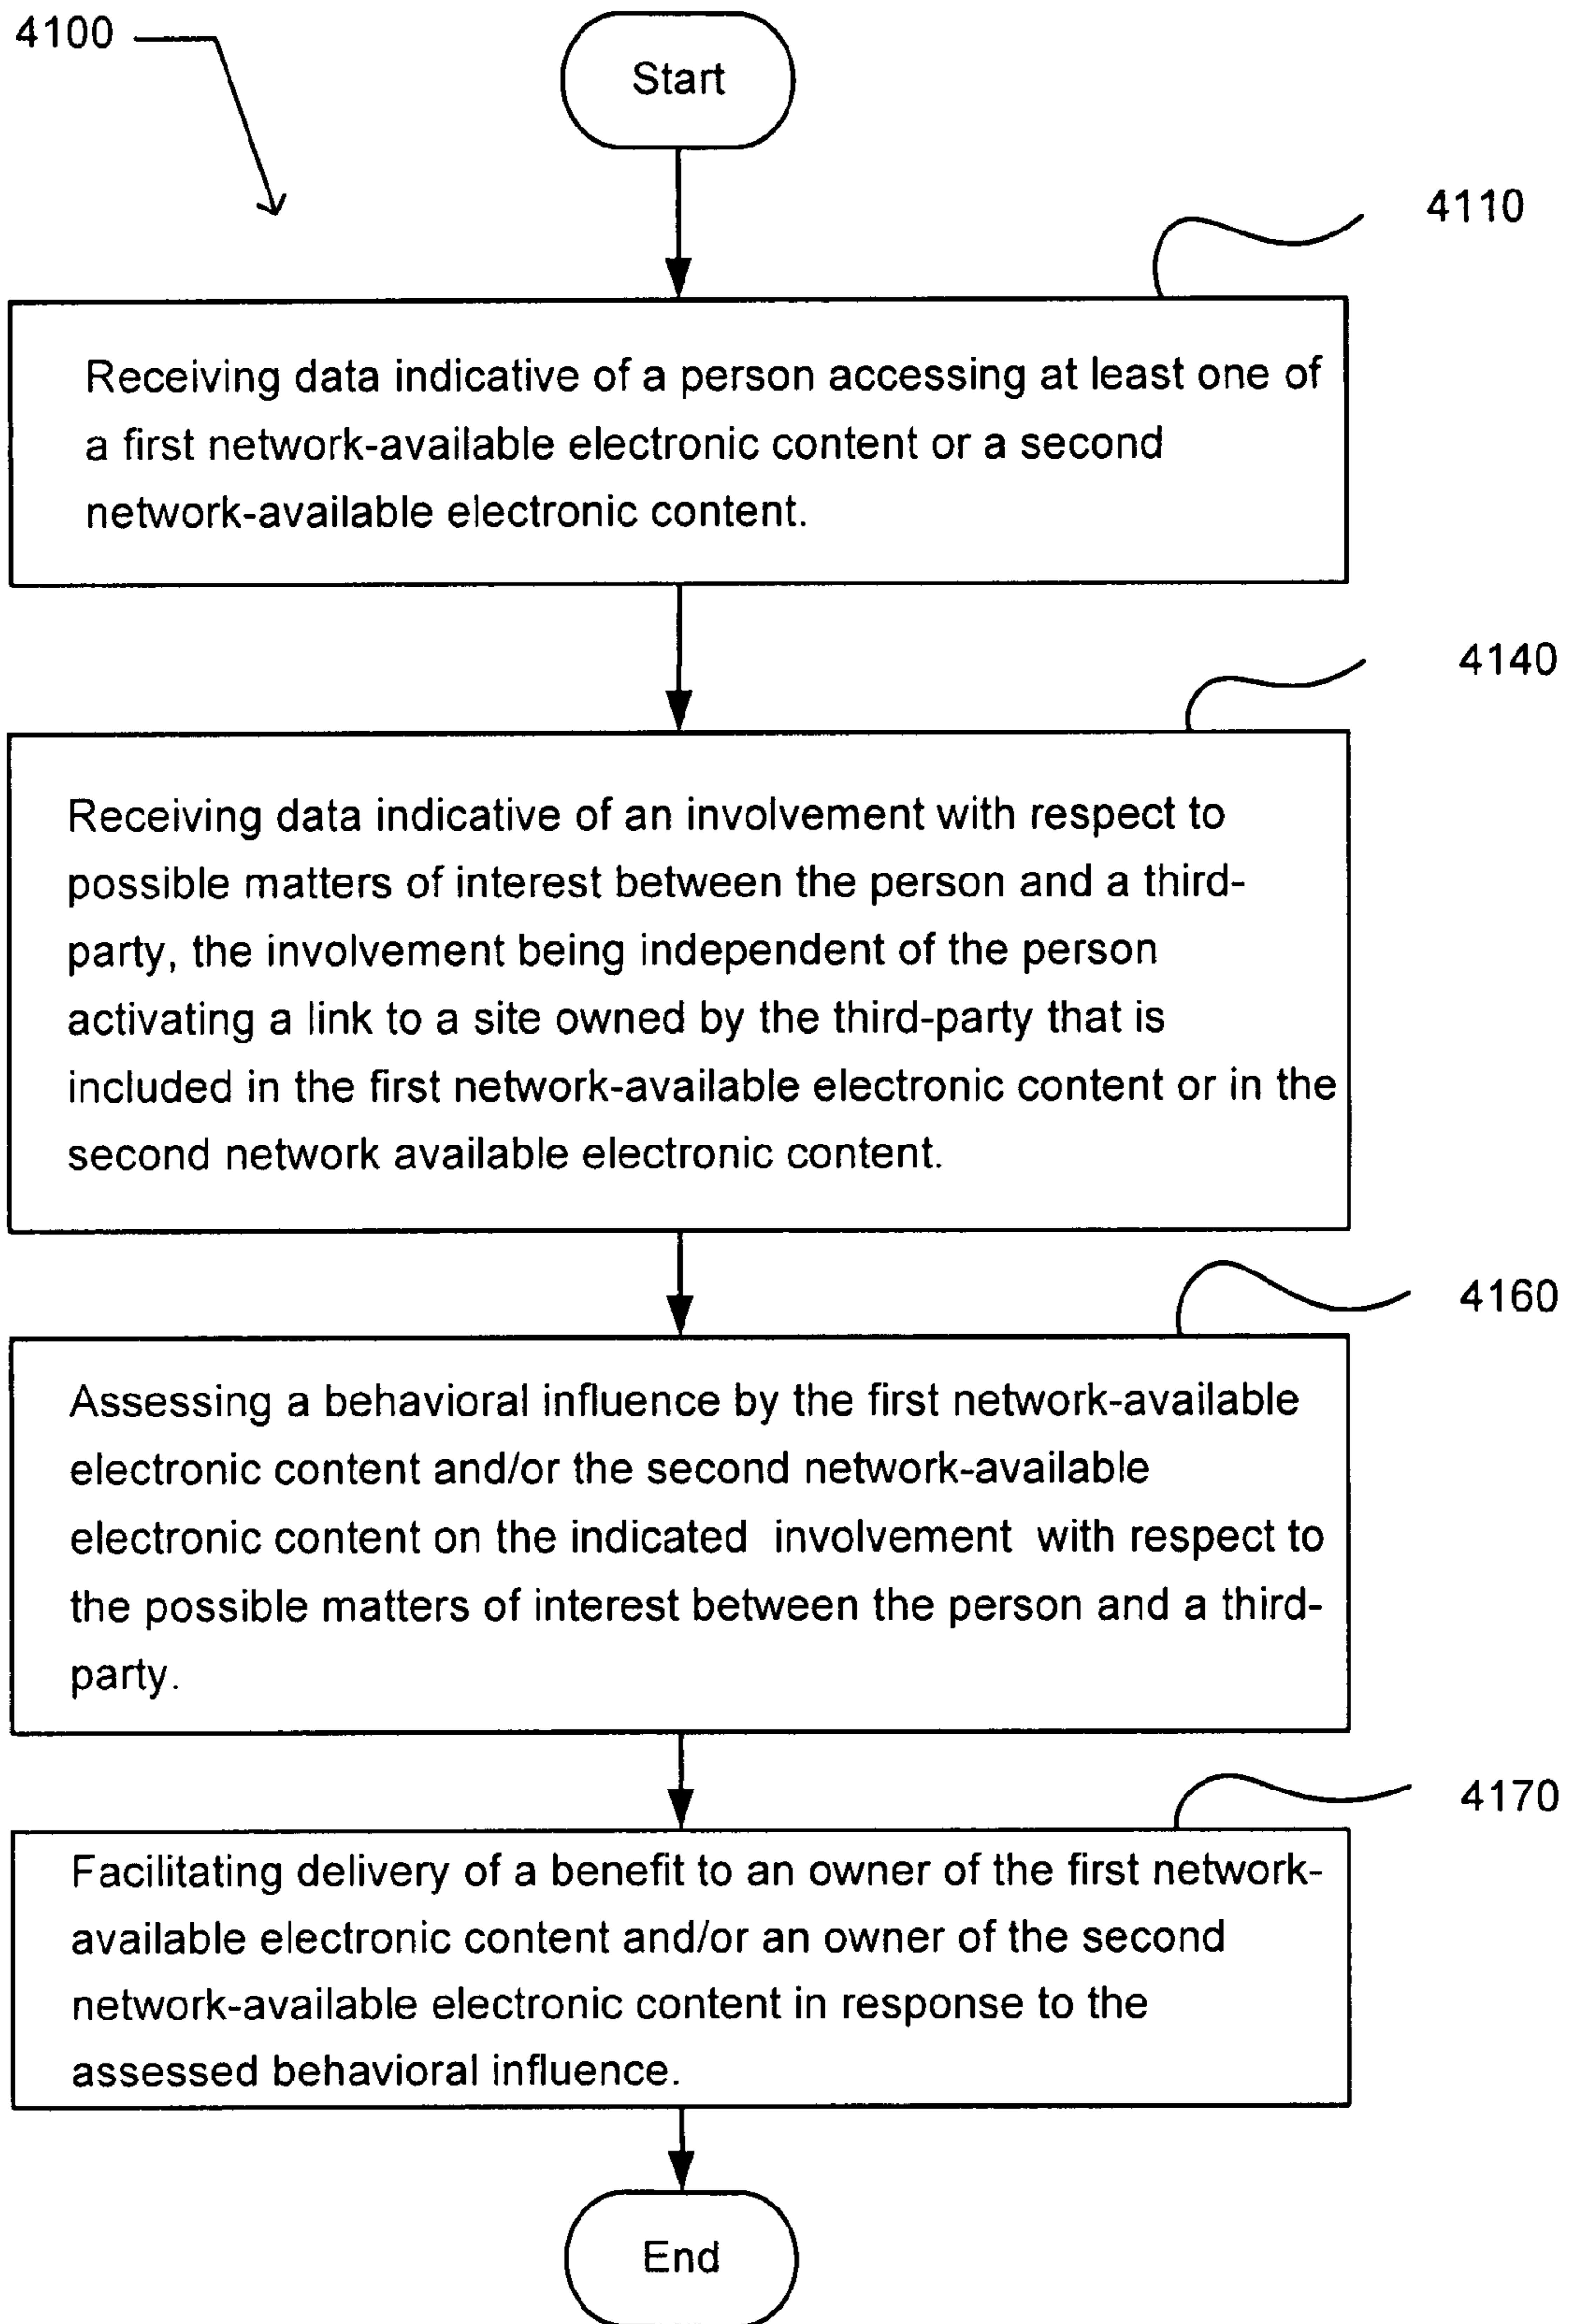 4100
Start
4110
Receiving data indicative of a person accessing at least one of
a first network-available electronic content or a second
network-available electronic content.
4140
Receiving data indicative of an involvement with respect to
possible matters of interest between the person and a third-
party, the involvement being independent of the person
activating a link to a site owned by the third-party that is
included in the first network-available electronic content or in the
second network available electronic content.
4160
Assessing a behavioral influence by the first network-available
electronic content and/or the second network-available
electronic content on the indicated involvement with respect to
the possible matters of interest between the person and a third-
party.
4170
Facilitating delivery of a benefit to an owner of the first network-
available electronic content and/or an owner of the second
network-available electronic content in response to the
assessed behavioral influence.
End